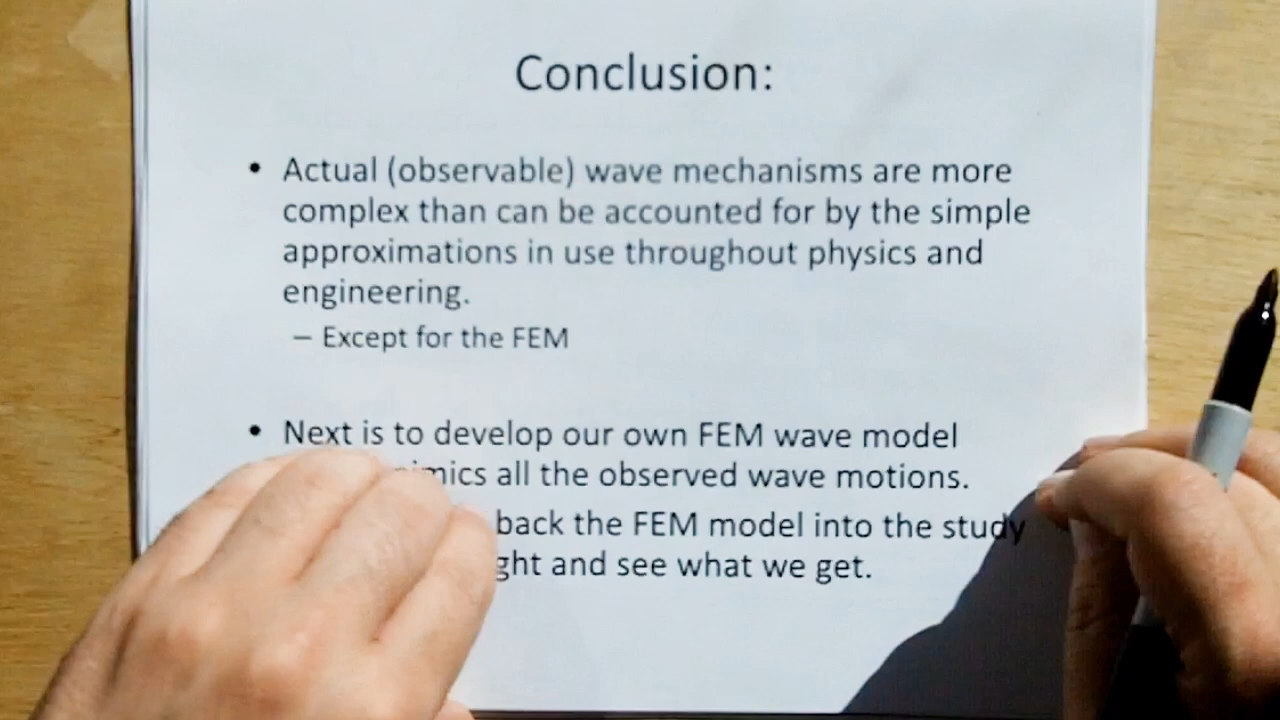 Conclusion:
• Actual (observable) wave mechanisms are more
complex than can be accounted for by the simple
approximations in use throughout physics and
engineering.
– Except for the FEM
• Next is to develop our own FEM wave model
all the observed wave motions.
back the FEM model into the study
and see what we get.